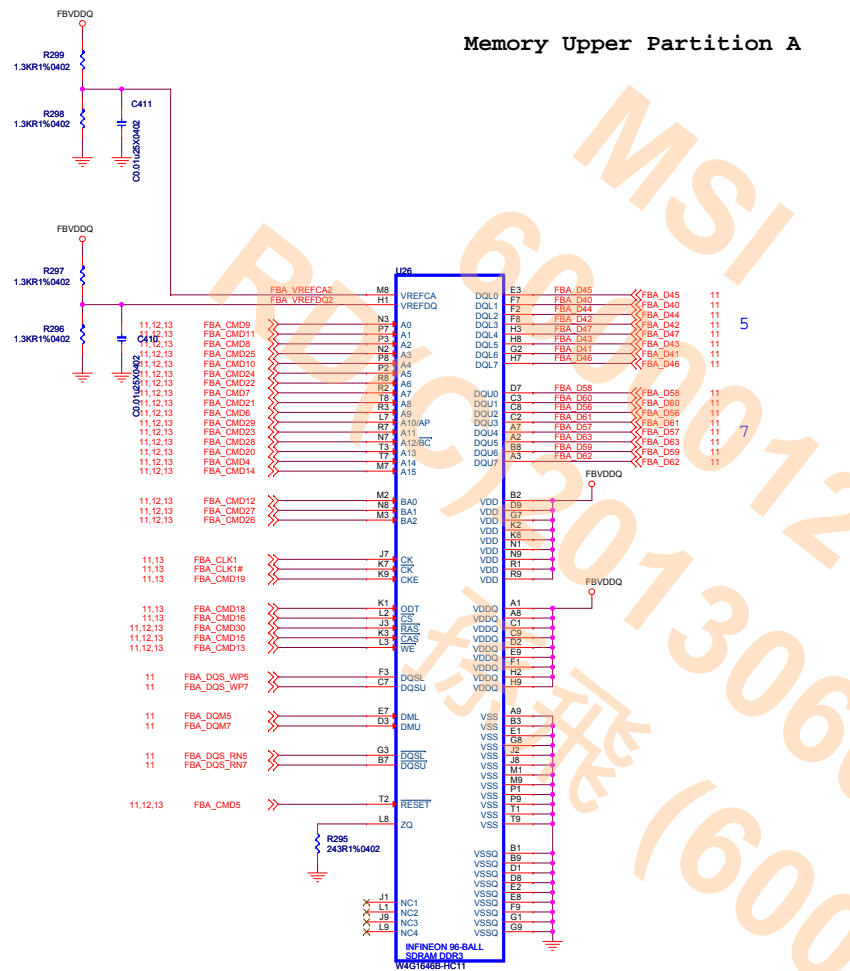 Memory Upper Partition A
FBVDDQ
R299
1.3KR1%0402
R298
1.3KR1%0402
C411
C0.01u25X0402
FBVDDQ
R297
1.3KR1%0402
R296
1.3KR1%0402
C410
C0.01u25X0402
U26
FBA_VREFCA2 M8 VREFCA
FBA_VREFDQ2 H1 VREFDQ
11,12,13 FBA_CMD9 N3 A0
11,12,13 FBA_CMD11 P7 A1
11,12,13 FBA_CMD8 P3 A2
11,12,13 FBA_CMD25 N2 A3
11,12,13 FBA_CMD10 P8 A4
11,12,13 FBA_CMD24 P2 A5
11,12,13 FBA_CMD22 R8 A6
11,12,13 FBA_CMD7 R2 A7
11,12,13 FBA_CMD21 T8 A8
11,12,13 FBA_CMD6 R3 A9
11,12,13 FBA_CMD29 L7 A10/AP
11,12,13 FBA_CMD23 R7 A11
11,12,13 FBA_CMD28 N7 A12/BC
11,12,13 FBA_CMD20 T3 A13
11,12,13 FBA_CMD4 T7 A14
11,12,13 FBA_CMD14 M7 A15
11,12,13 FBA_CMD12 M2 BA0
11,12,13 FBA_CMD27 N8 BA1
11,12,13 FBA_CMD26 M3 BA2
11,13 FBA_CLK1 J7 CK
11,13 FBA_CLK1# K7 CK
11,13 FBA_CMD19 K9 CKE
11,13 FBA_CMD18 K1 ODT
11,13 FBA_CMD16 L2 CS
11,12,13 FBA_CMD30 J3 RAS
11,12,13 FBA_CMD15 K3 CAS
11,12,13 FBA_CMD13 L3 WE
11 FBA_DQS_WP5 F3 DQSL
11 FBA_DQS_WP7 C7 DQSU
11 FBA_DQM5 E7 DML
11 FBA_DQM7 D3 DMU
11 FBA_DQS_RN5 G3 DQSL
11 FBA_DQS_RN7 B7 DQSU
11,12,13 FBA_CMD5 T2 RESET
L8 ZQ
R295
243R1%0402
J1 NC1
L1 NC2
J9 NC3
L9 NC4
DQL0 E3 FBA_D45 FBA_D45 11
DQL1 F7 FBA_D40 FBA_D40 11
DQL2 F2 FBA_D44 FBA_D44 11
DQL3 F8 FBA_D42 FBA_D42 11
DQL4 H3 FBA_D47 FBA_D47 11
DQL5 H8 FBA_D43 FBA_D43 11
DQL6 G2 FBA_D41 FBA_D41 11
DQL7 H7 FBA_D46 FBA_D46 11
5
DQU0 D7 FBA_D58 FBA_D58 11
DQU1 C3 FBA_D60 FBA_D60 11
DQU2 C8 FBA_D56 FBA_D56 11
DQU3 C2 FBA_D61 FBA_D61 11
DQU4 A7 FBA_D57 FBA_D57 11
DQU5 A2 FBA_D63 FBA_D63 11
DQU6 B8 FBA_D59 FBA_D59 11
DQU7 A3 FBA_D62 FBA_D62 11
7
FBVDDQ
VDD B2
VDD D9
VDD G7
VDD K2
VDD K8
VDD N1
VDD N9
VDD R1
VDD R9
FBVDDQ
VDDQ A1
VDDQ A8
VDDQ C1
VDDQ C9
VDDQ D2
VDDQ E9
VDDQ F1
VDDQ H2
VDDQ H9
VSS A9
VSS B3
VSS E1
VSS G8
VSS J2
VSS J8
VSS M1
VSS M9
VSS P1
VSS P9
VSS T1
VSS T9
VSSQ B1
VSSQ B9
VSSQ D1
VSSQ D8
VSSQ E2
VSSQ E8
VSSQ F9
VSSQ G1
VSSQ G9
INFINEON 96-BALL
SDRAM DDR3
W4G1646B-HC11
MSI
6000012
RD(C)2013060
孫飛 (600